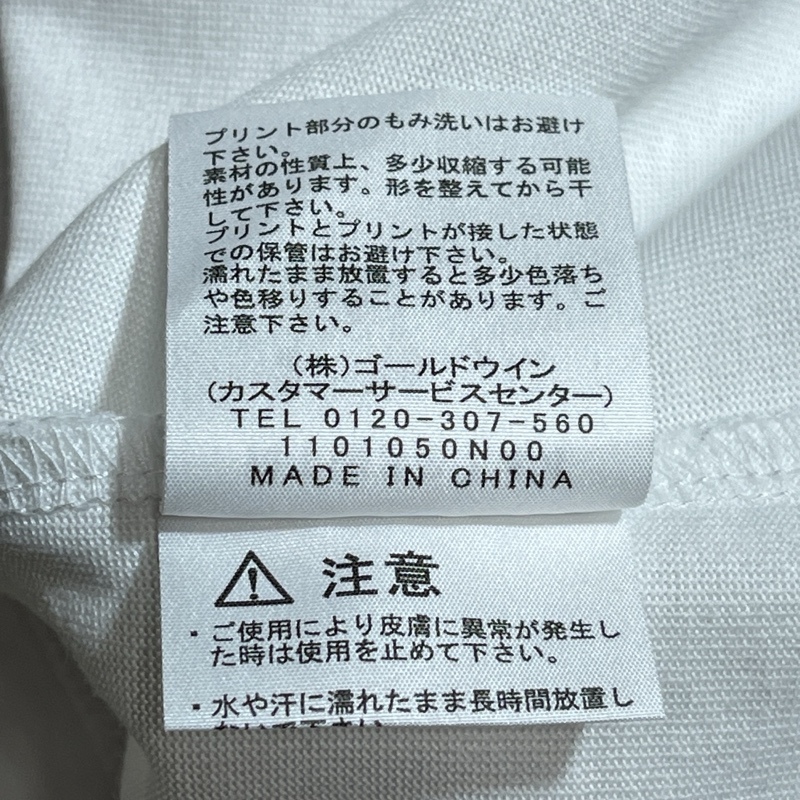 プリント部分のもみ洗いはお避け
下さい。
素材の性質上、多少収縮する可能
性があります。形を整えてから干
して下さい。
プリントとプリントが接した状態
での保管はお避け下さい。
濡れたまま放置すると多少色落ち
や色移りすることがあります。ご
注意下さい。
(株)ゴールドウイン
(カスタマーサービスセンター)
TEL 0120-307-560
1101050N00
MADE IN CHINA
注意
・ご使用により皮膚に異常が発生し
た時は使用を止めて下さい。
・水や汗に濡れたまま長時間放置し
ないで下さい。